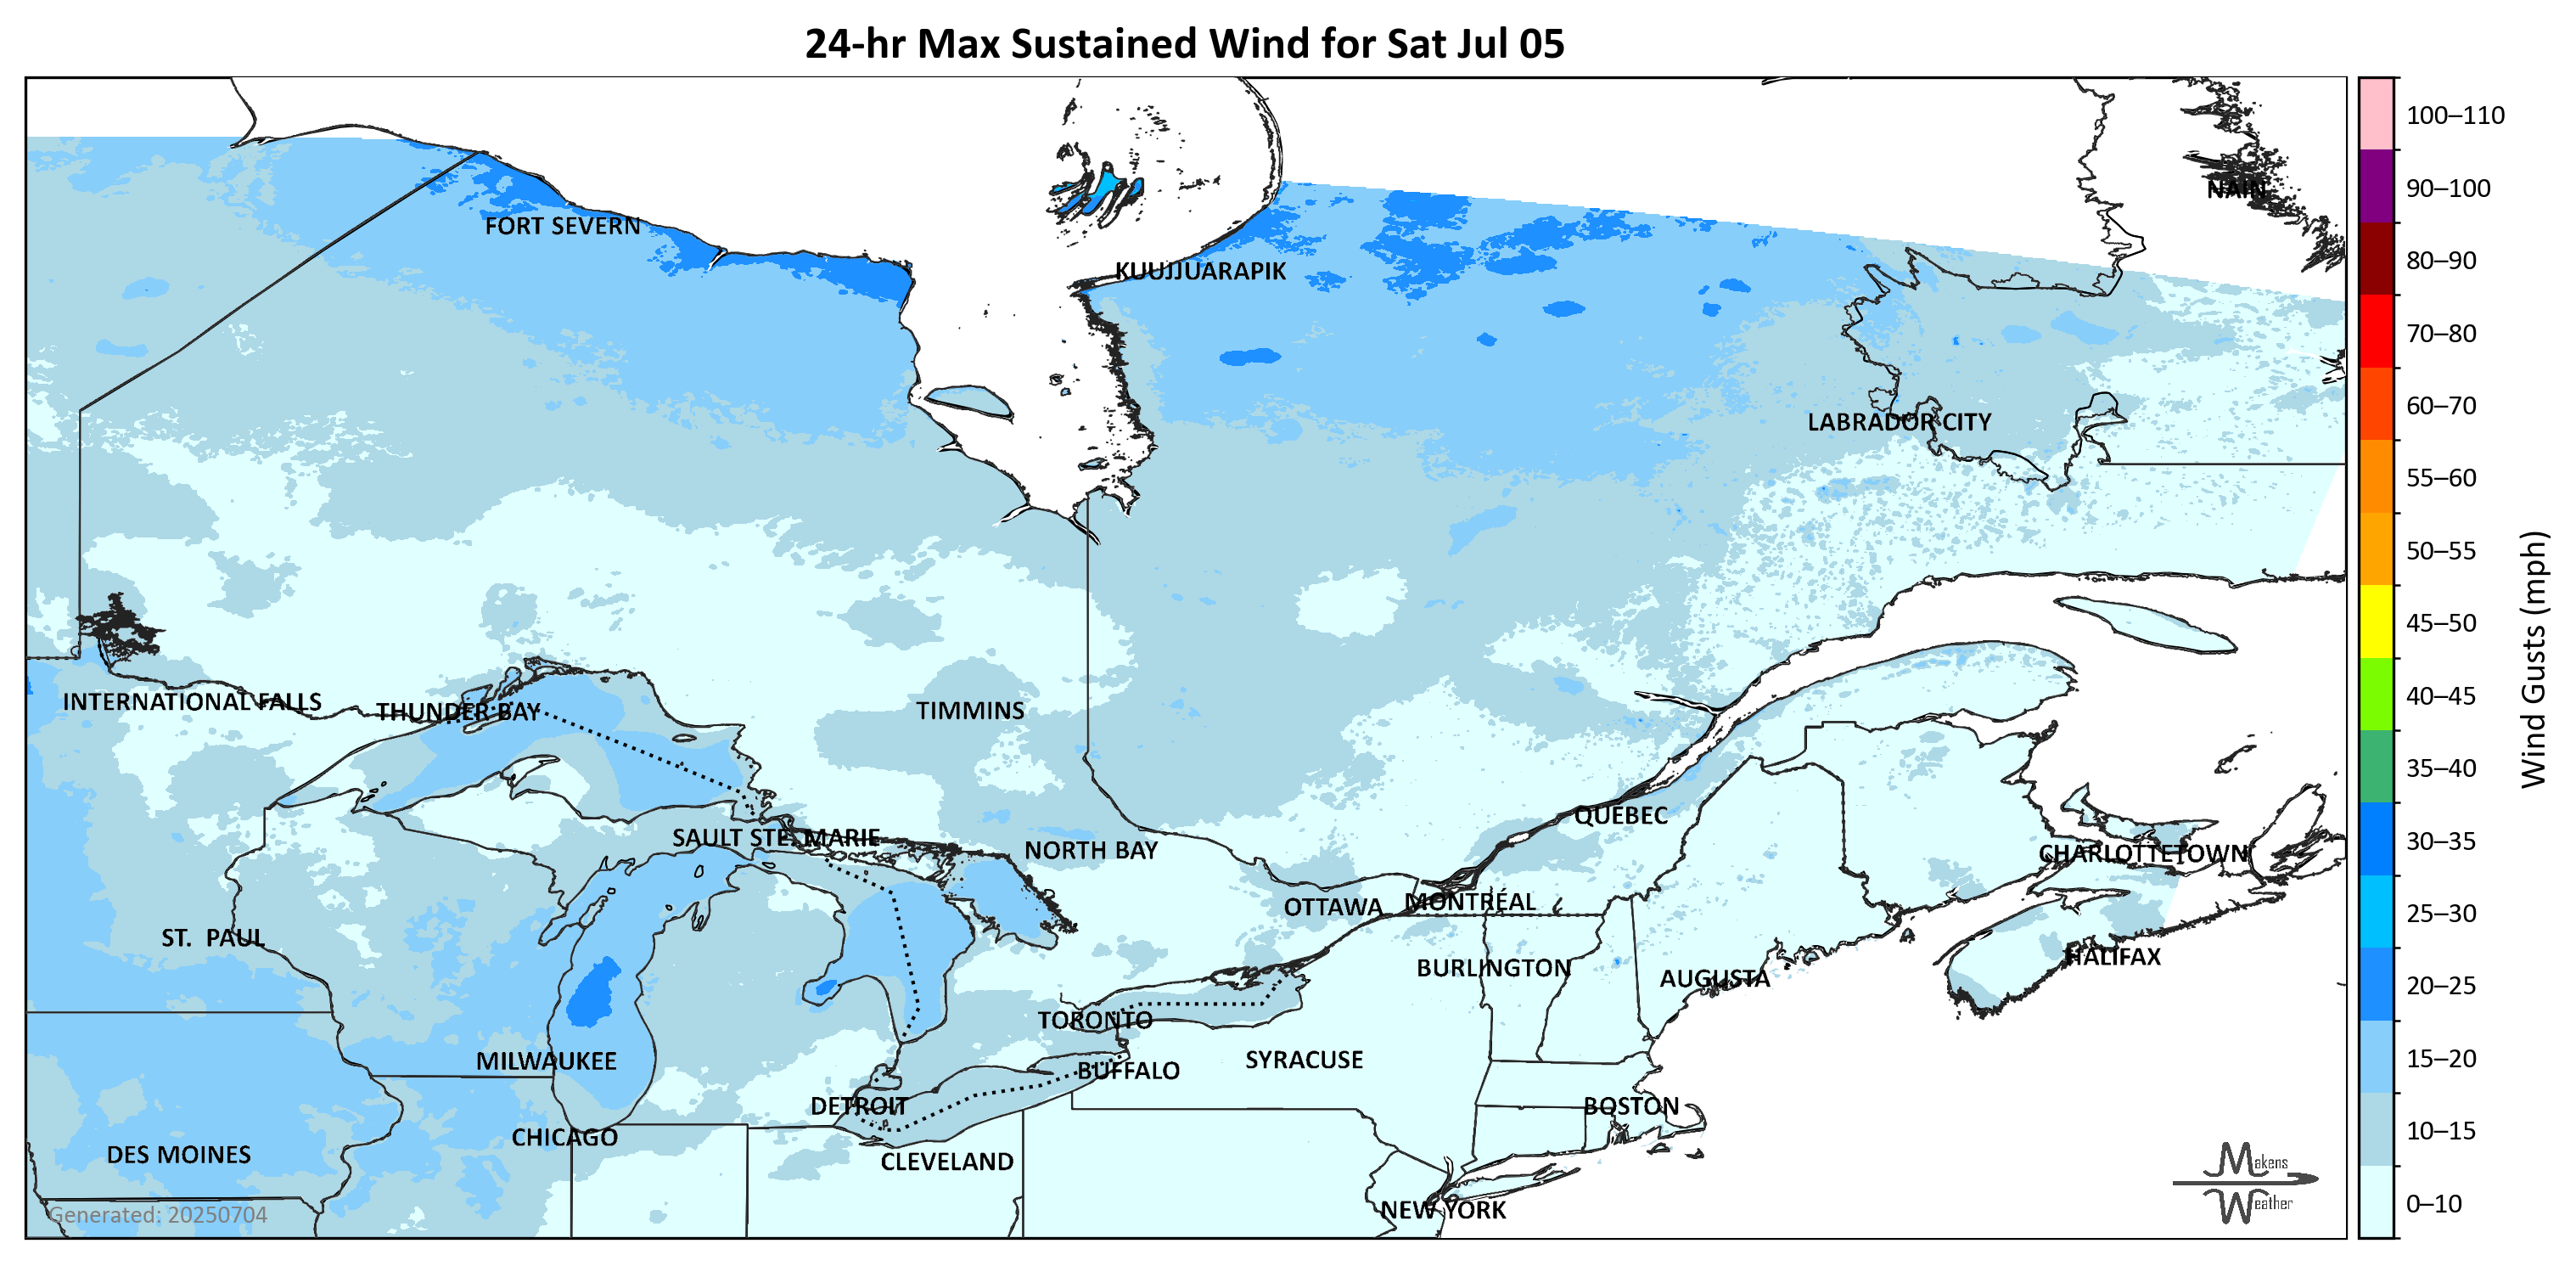 24-hr Max Sustained Wind for Sat Jul 05
NAIN
FORT SEVERN
KUUJJUARAPIK
LABRADOR CITY
INTERNATIONAL FALLS
THUNDER BAY
TIMMINS
QUÉBEC
SAULT STE. MARIE
NORTH BAY
CHARLOTTETOWN
OTTAWA
MONTRÉAL
ST. PAUL
HALIFAX
BURLINGTON
AUGUSTA
TORONTO
MILWAUKEE
SYRACUSE
BUFFALO
DETROIT
BOSTON
CHICAGO
DES MOINES
CLEVELAND
NEW YORK
Generated: 20250704
Makens
Weather
100–110
90–100
80–90
70–80
60–70
55–60
50–55
45–50
40–45
35–40
30–35
25–30
20–25
15–20
10–15
0–10
Wind Gusts (mph)